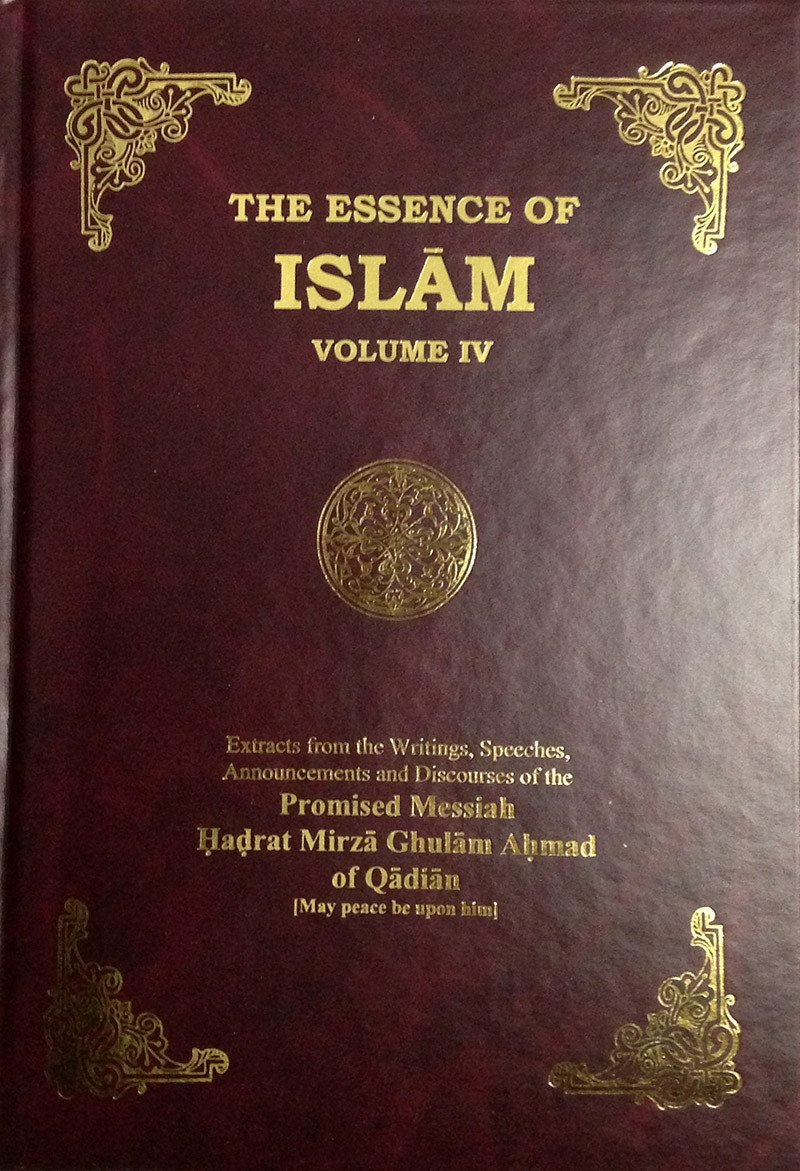 THE ESSENCE OF
ISLĀM
VOLUME IV
Extracts from the Writings, Speeches,
Announcements and Discourses of the
Promised Messiah
Ḥaḍrat Mirzā Ghulām Aḥmad
of Qādiān
[May peace be upon him]